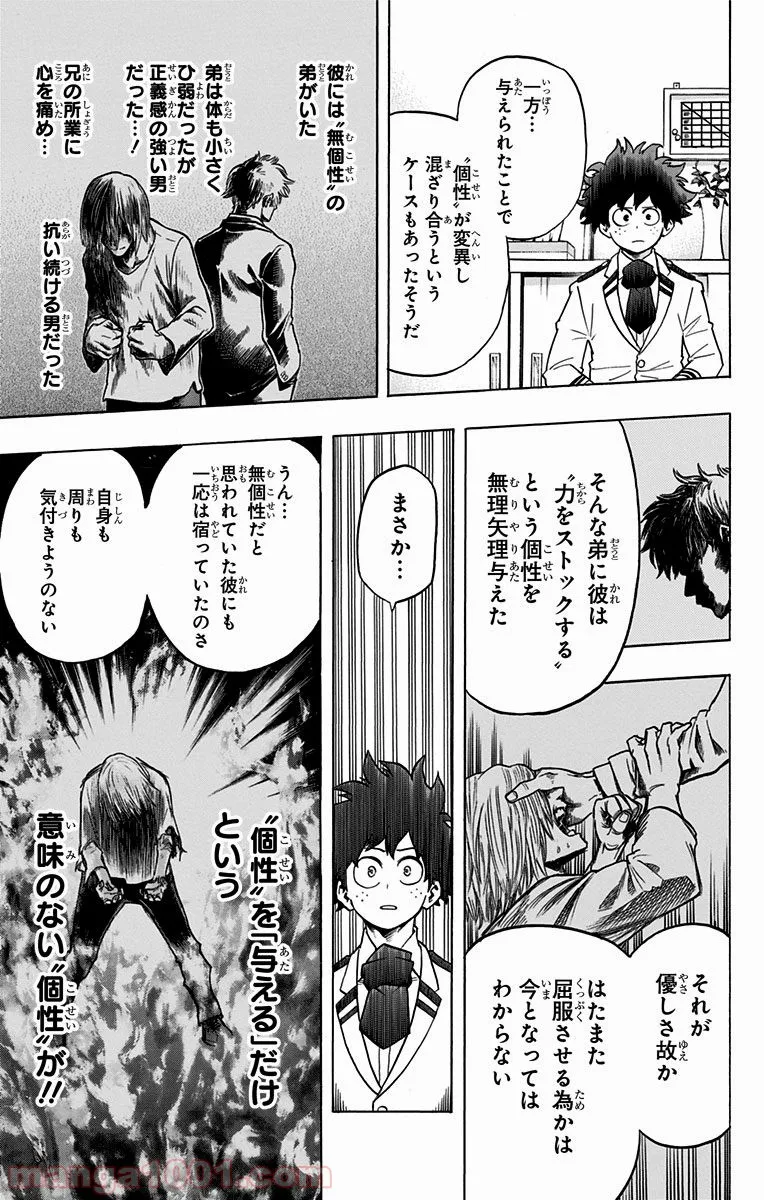 一方…
与えられたことで
“個性”が変異し
混ざり合うという
ケースもあったそうだ
彼には“無個性”の
弟がいた
弟は体も小さく
ひ弱だったが
正義感の強い男
だった…！
兄の所業に
心を痛め…
抗い続ける男だった
そんな弟に彼は
“力をストックする”
という個性を
無理矢理与えた
それが
優しさ故か
はたまた
屈服させる為かは
今となっては
わからない
まさか…
うん…
無個性だと
思われていた彼にも
一応は宿っていたのさ
自身も
周りも
気付きようのない
“個性”を「与える」だけ
という
意味のない“個性”が!!
manga1001.com